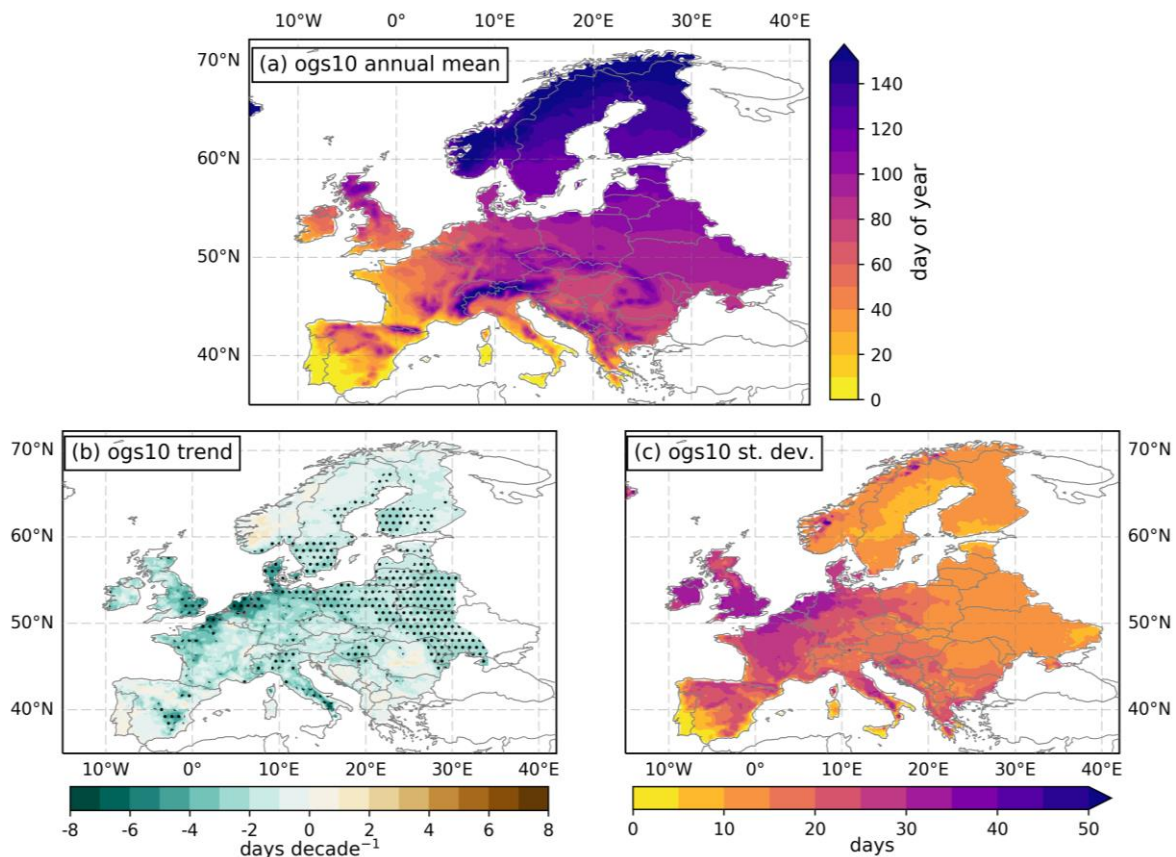 10°W 0° 10°E 20°E 30°E 40°E
70°N
60°N
50°N
40°N
(a) ogs10 annual mean
140
120
100
80
60
40
20
0
day of year
70°N
60°N
50°N
40°N
(b) ogs10 trend
10°W 0° 10°E 20°E 30°E 40°E
-8 -6 -4 -2 0 2 4 6 8
days decade⁻¹
(c) ogs10 st. dev.
70°N
60°N
50°N
40°N
10°W 0° 10°E 20°E 30°E 40°E
0 10 20 30 40 50
days